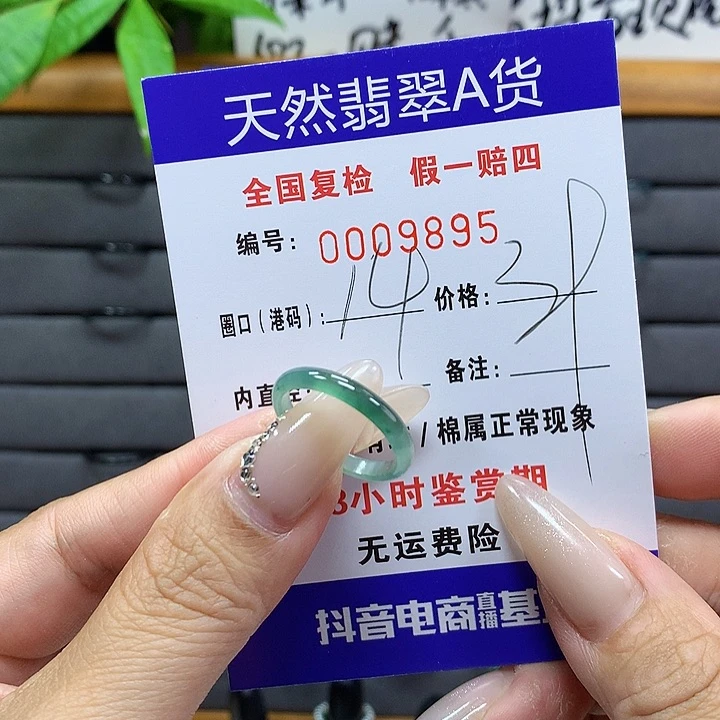 天然翡翠A货
全国复检 假一赔四
编号: 0009895
圈口(港码): 14 价格:
内直 备注:
/ 棉属正常现象
小时鉴赏期
无运费险
抖音电商直播基